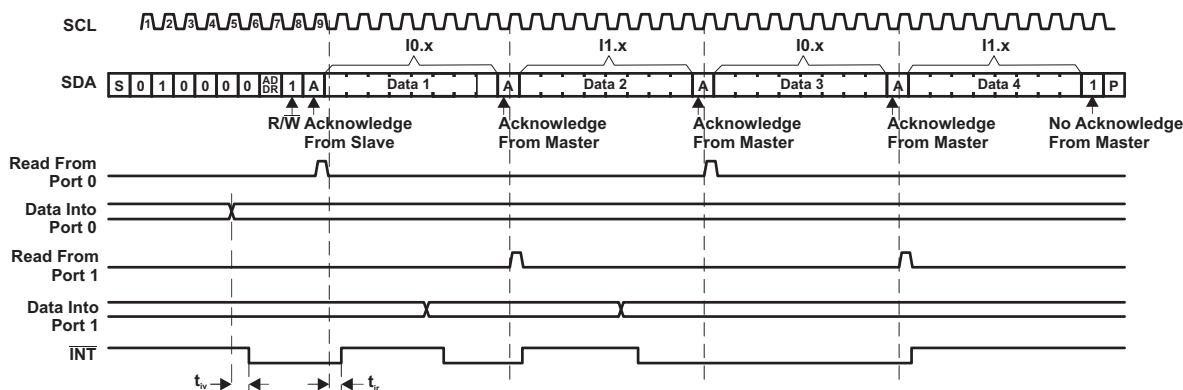 SCL 1 2 3 4 5 6 7 8 9
I0.x I1.x I0.x I1.x
SDA S 0 1 0 0 0 0 AD DR 1 A Data 1 A Data 2 A Data 3 A Data 4 1 P
R/W Acknowledge From Slave
Acknowledge From Master
Acknowledge From Master
Acknowledge From Master
No Acknowledge From Master
Read From
Port 0
Data Into
Port 0
Read From
Port 1
Data Into
Port 1
INT
tiv tir